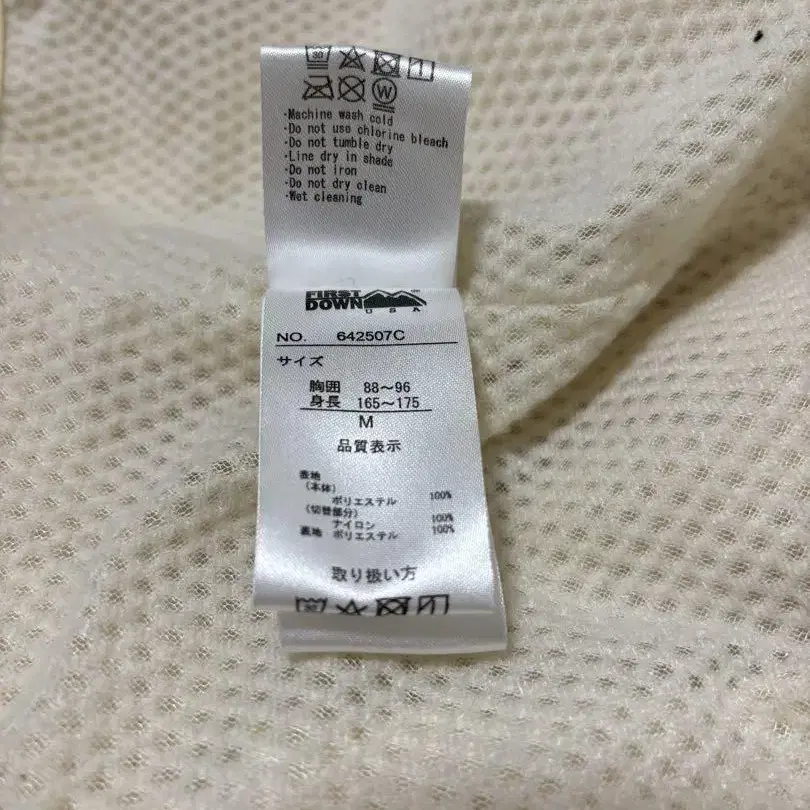 30
W
·Machine wash cold
·Do not use chlorine bleach
·Do not tumble dry
·Line dry in shade
·Do not iron
·Do not dry clean
·Wet cleaning
FIRST
DOWN
USA
NO. 642507C
サイズ
胸囲 88〜96
身長 165〜175
M
品質表示
表地
(本体)
ポリエステル 100%
(切替部分)
ナイロン 100%
裏地 ポリエステル 100%
取り扱い方